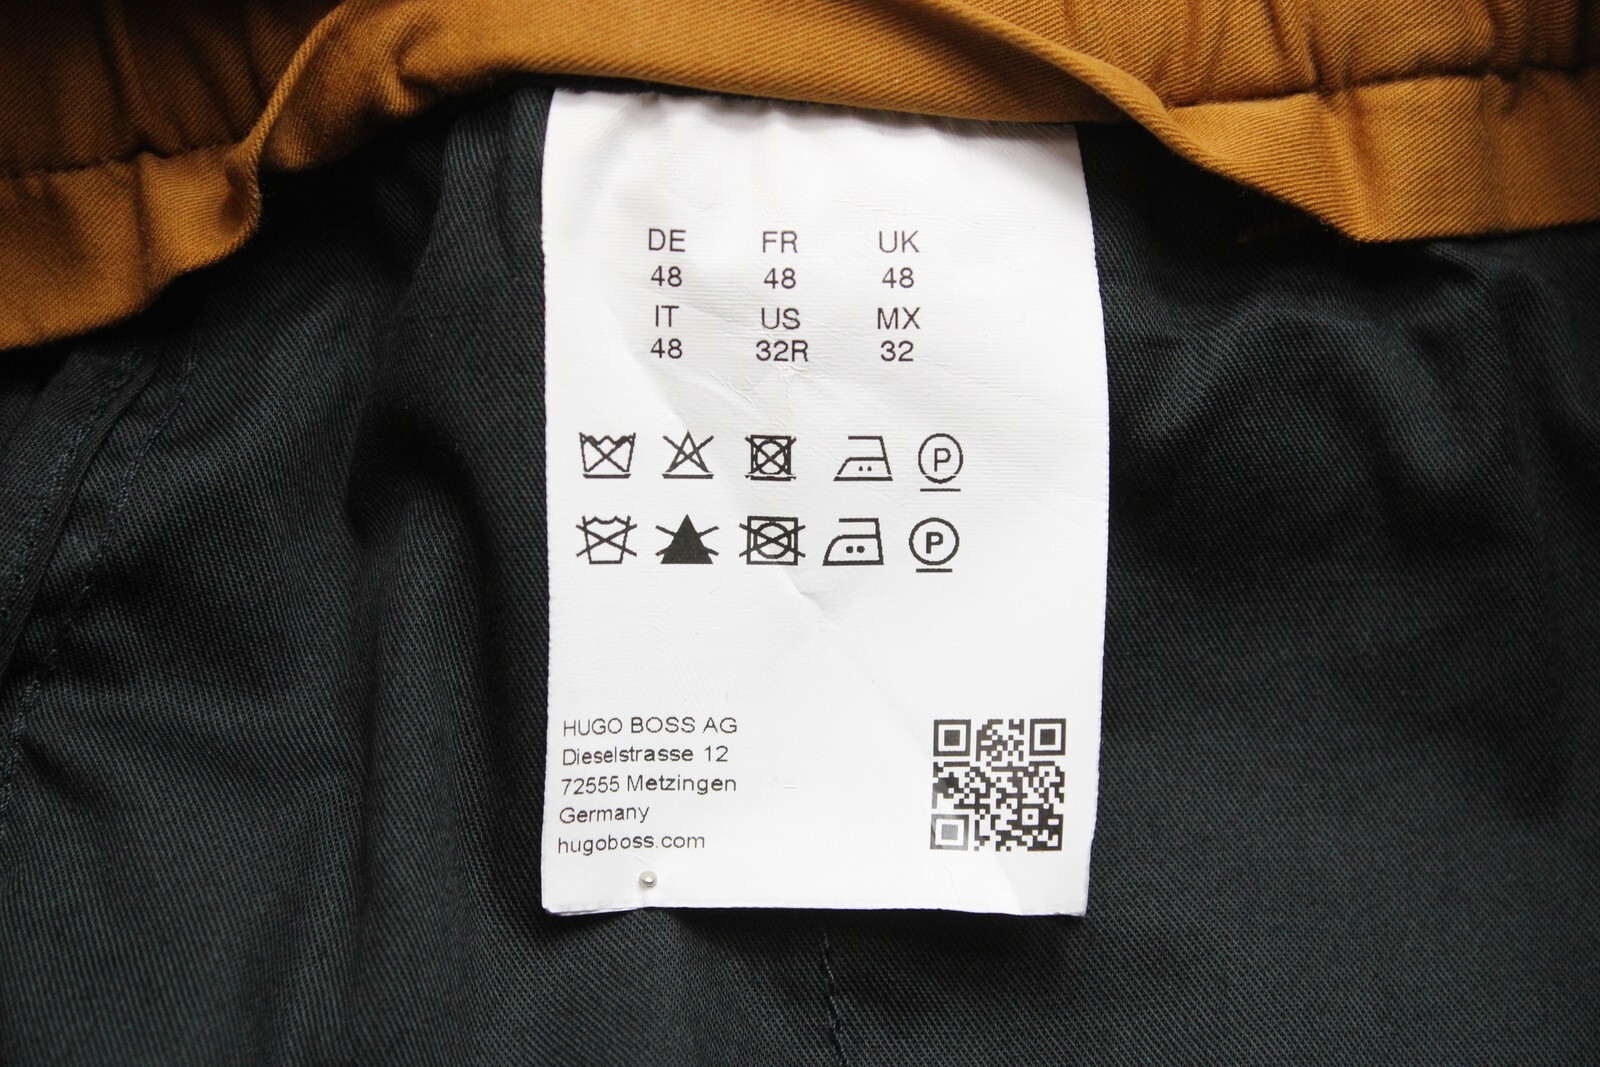 DE FR UK
48 48 48
IT US MX
48 32R 32
P
P
HUGO BOSS AG
Dieselstrasse 12
72555 Metzingen
Germany
hugoboss.com